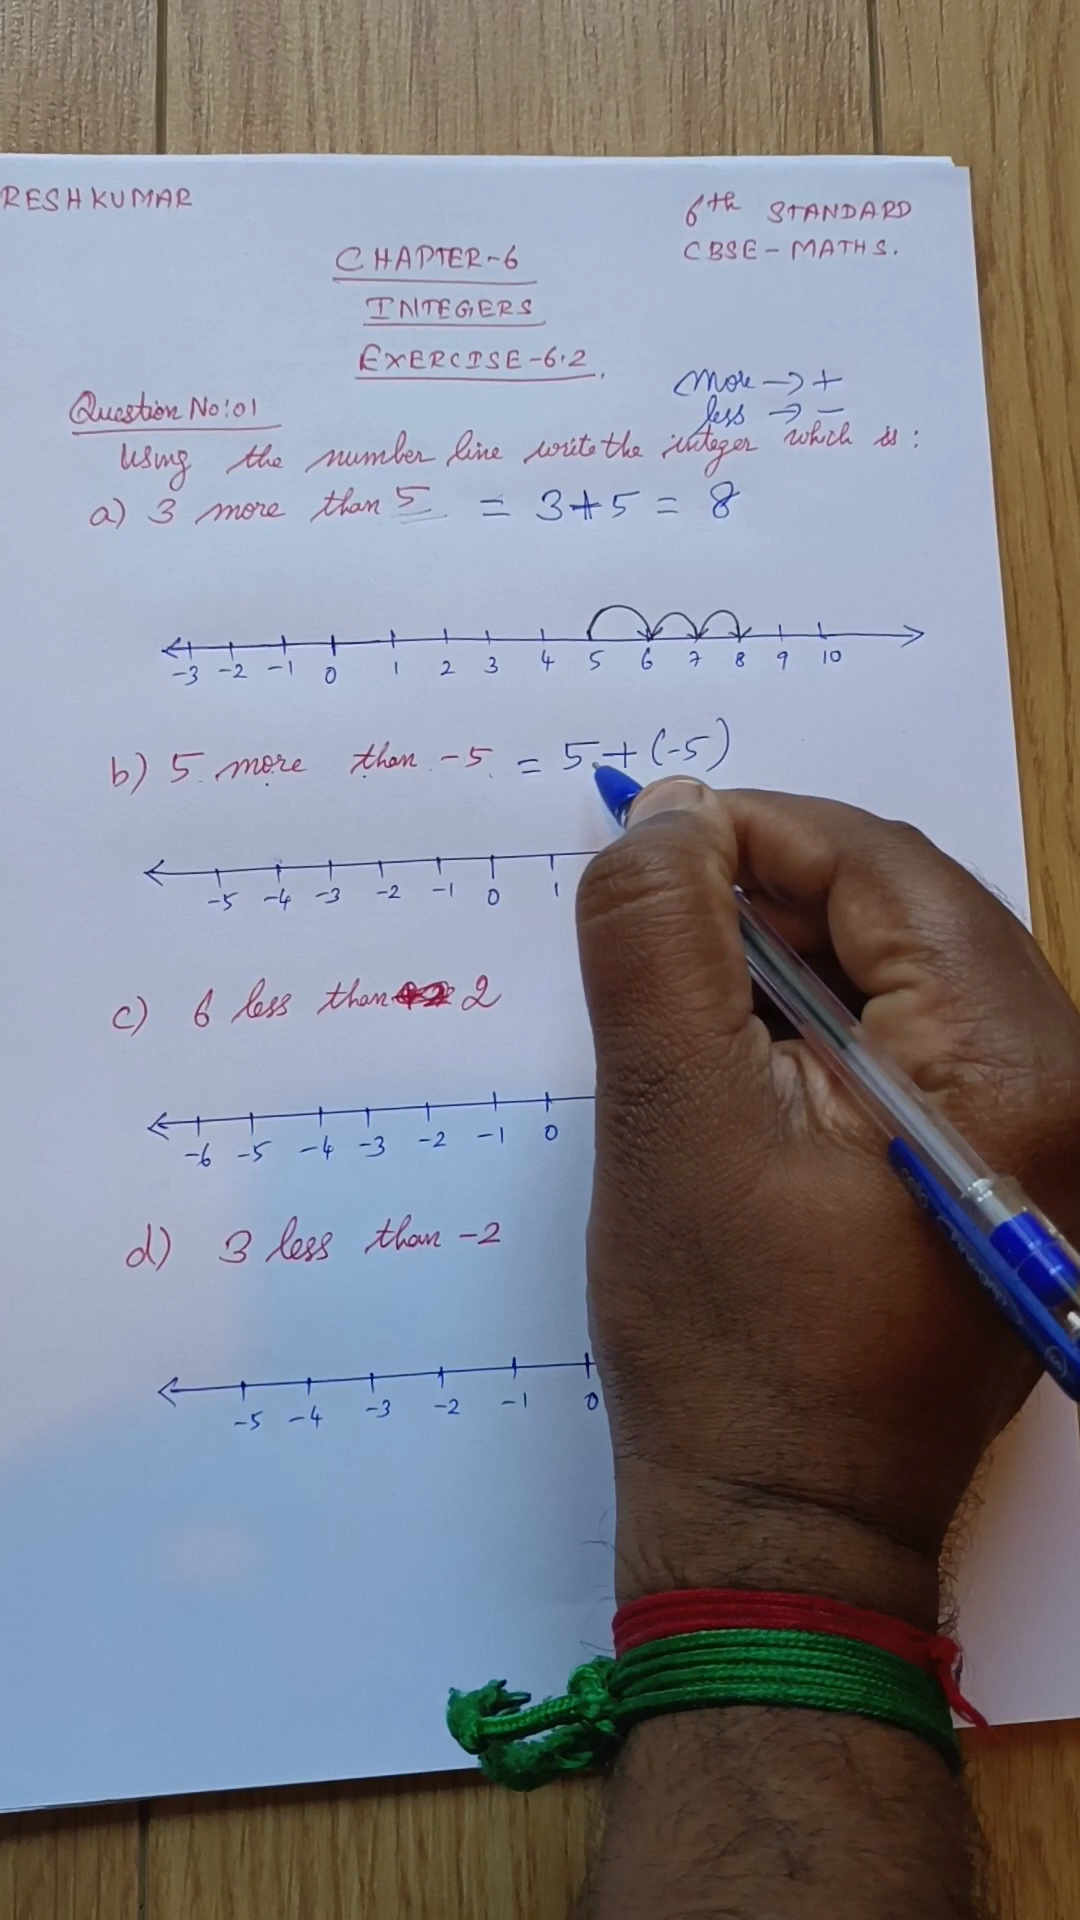 RESHKUMAR
6th STANDARD
CBSE - MATHS.
CHAPTER-6
INTEGERS
EXERCISE-6.2
more → +
less → -
Question No:01
Using the number line write the integer which is :
a) 3 more than 5 = 3+5 = 8
-3 -2 -1 0 1 2 3 4 5 6 7 8 9 10
b) 5 more than -5 = 5+(-5)
-5 -4 -3 -2 -1 0 1
c) 6 less than 2
-6 -5 -4 -3 -2 -1 0
d) 3 less than -2
-5 -4 -3 -2 -1 0